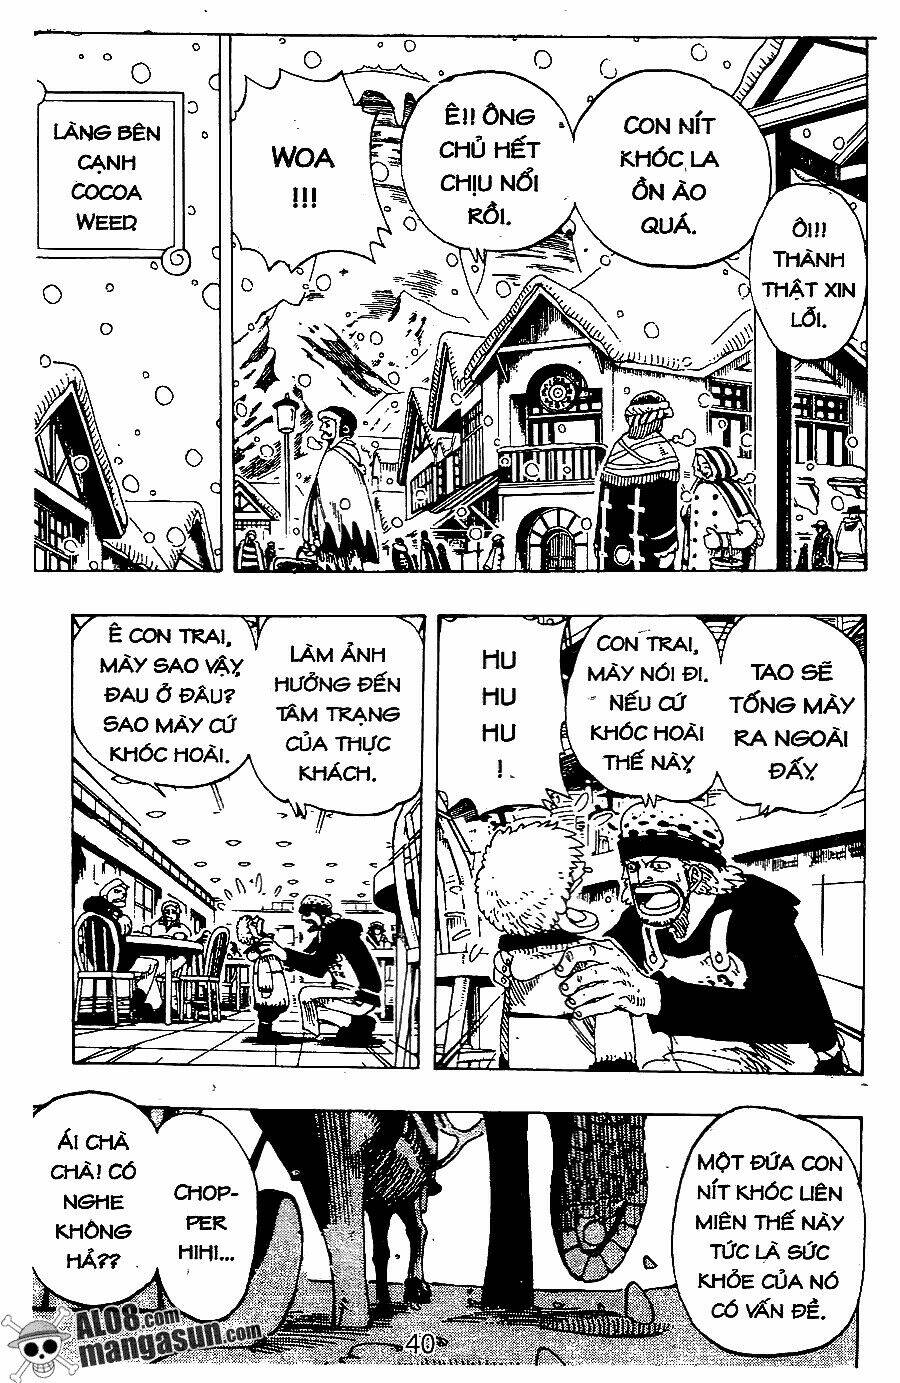 LÀNG BÊN
CẠNH
COCOA
WEED
WOA
!!!
Ê!! ÔNG
CHỦ HẾT
CHỊU NỔI
RỒI.
CON NÍT
KHÓC LA
ỒN ÀO
QUÁ.
ÔI!!
THÀNH
THẬT XIN
LỖI.
Ê CON TRAI,
MÀY SAO VẬY,
ĐAU Ở ĐÂU?
SAO MÀY CỨ
KHÓC HOÀI.
LÀM ẢNH
HƯỞNG ĐẾN
TÂM TRẠNG
CỦA THỰC
KHÁCH.
HU
HU
HU
!
CON TRAI,
MÀY NÓI ĐI.
NẾU CỨ
KHÓC HOÀI
THẾ NÀY,
TAO SẼ
TỐNG MÀY
RA NGOÀI
ĐẤY.
ÁI CHÀ
CHÀ! CÓ
NGHE
KHÔNG
HẢ??
CHOP-
PER
HIHI...
MỘT ĐỨA CON
NÍT KHÓC LIÊN
MIÊN THẾ NÀY
TỨC LÀ SỨC
KHỎE CỦA NÓ
CÓ VẤN ĐỀ.
ALO8.com
mangasun.com
40